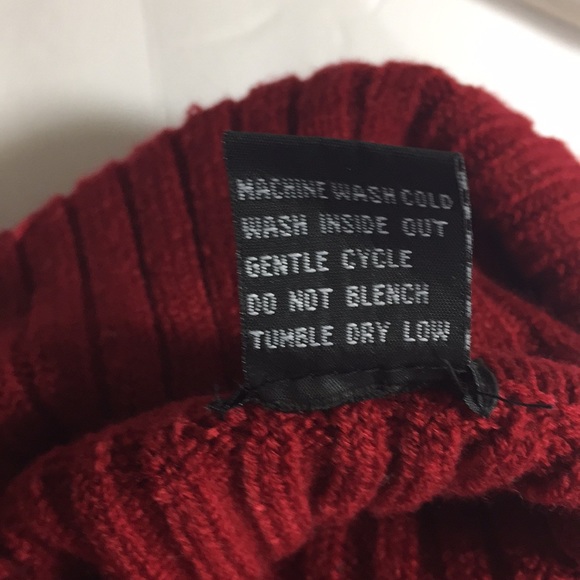 MACHINE WASH COLD
WASH INSIDE OUT
GENTLE CYCLE
DO NOT BLENCH
TUMBLE DRY LOW